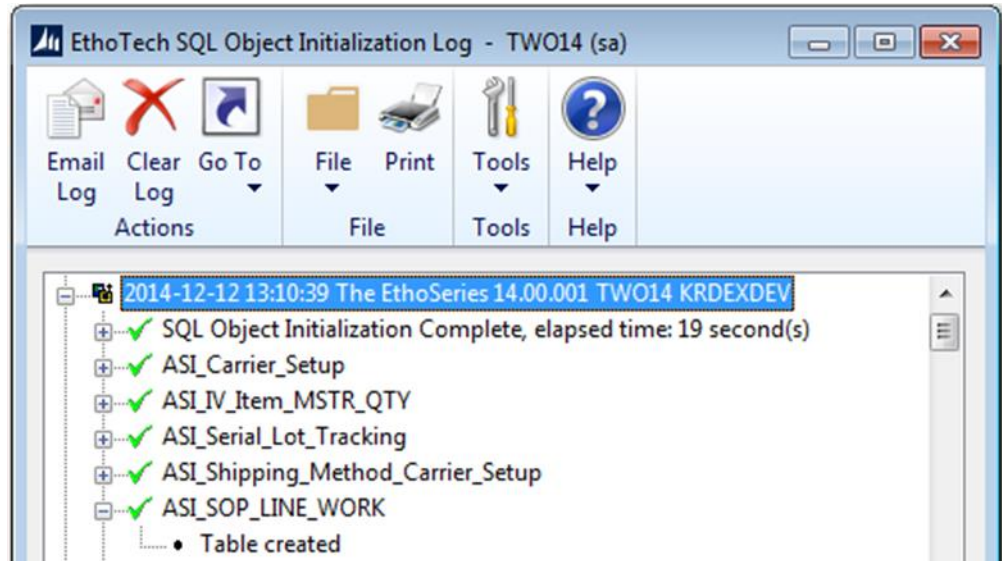 EthoTech SQL Object Initialization Log - TWO14 (sa)
Email Log
Clear Log
Go To
File
Print
Tools
Help
Actions
File
Tools
Help
2014-12-12 13:10:39 The EthoSeries 14.00.001 TWO14 KRDEXDEV
SQL Object Initialization Complete, elapsed time: 19 second(s)
ASI_Carrier_Setup
ASI_IV_Item_MSTR_QTY
ASI_Serial_Lot_Tracking
ASI_Shipping_Method_Carrier_Setup
ASI_SOP_LINE_WORK
Table created